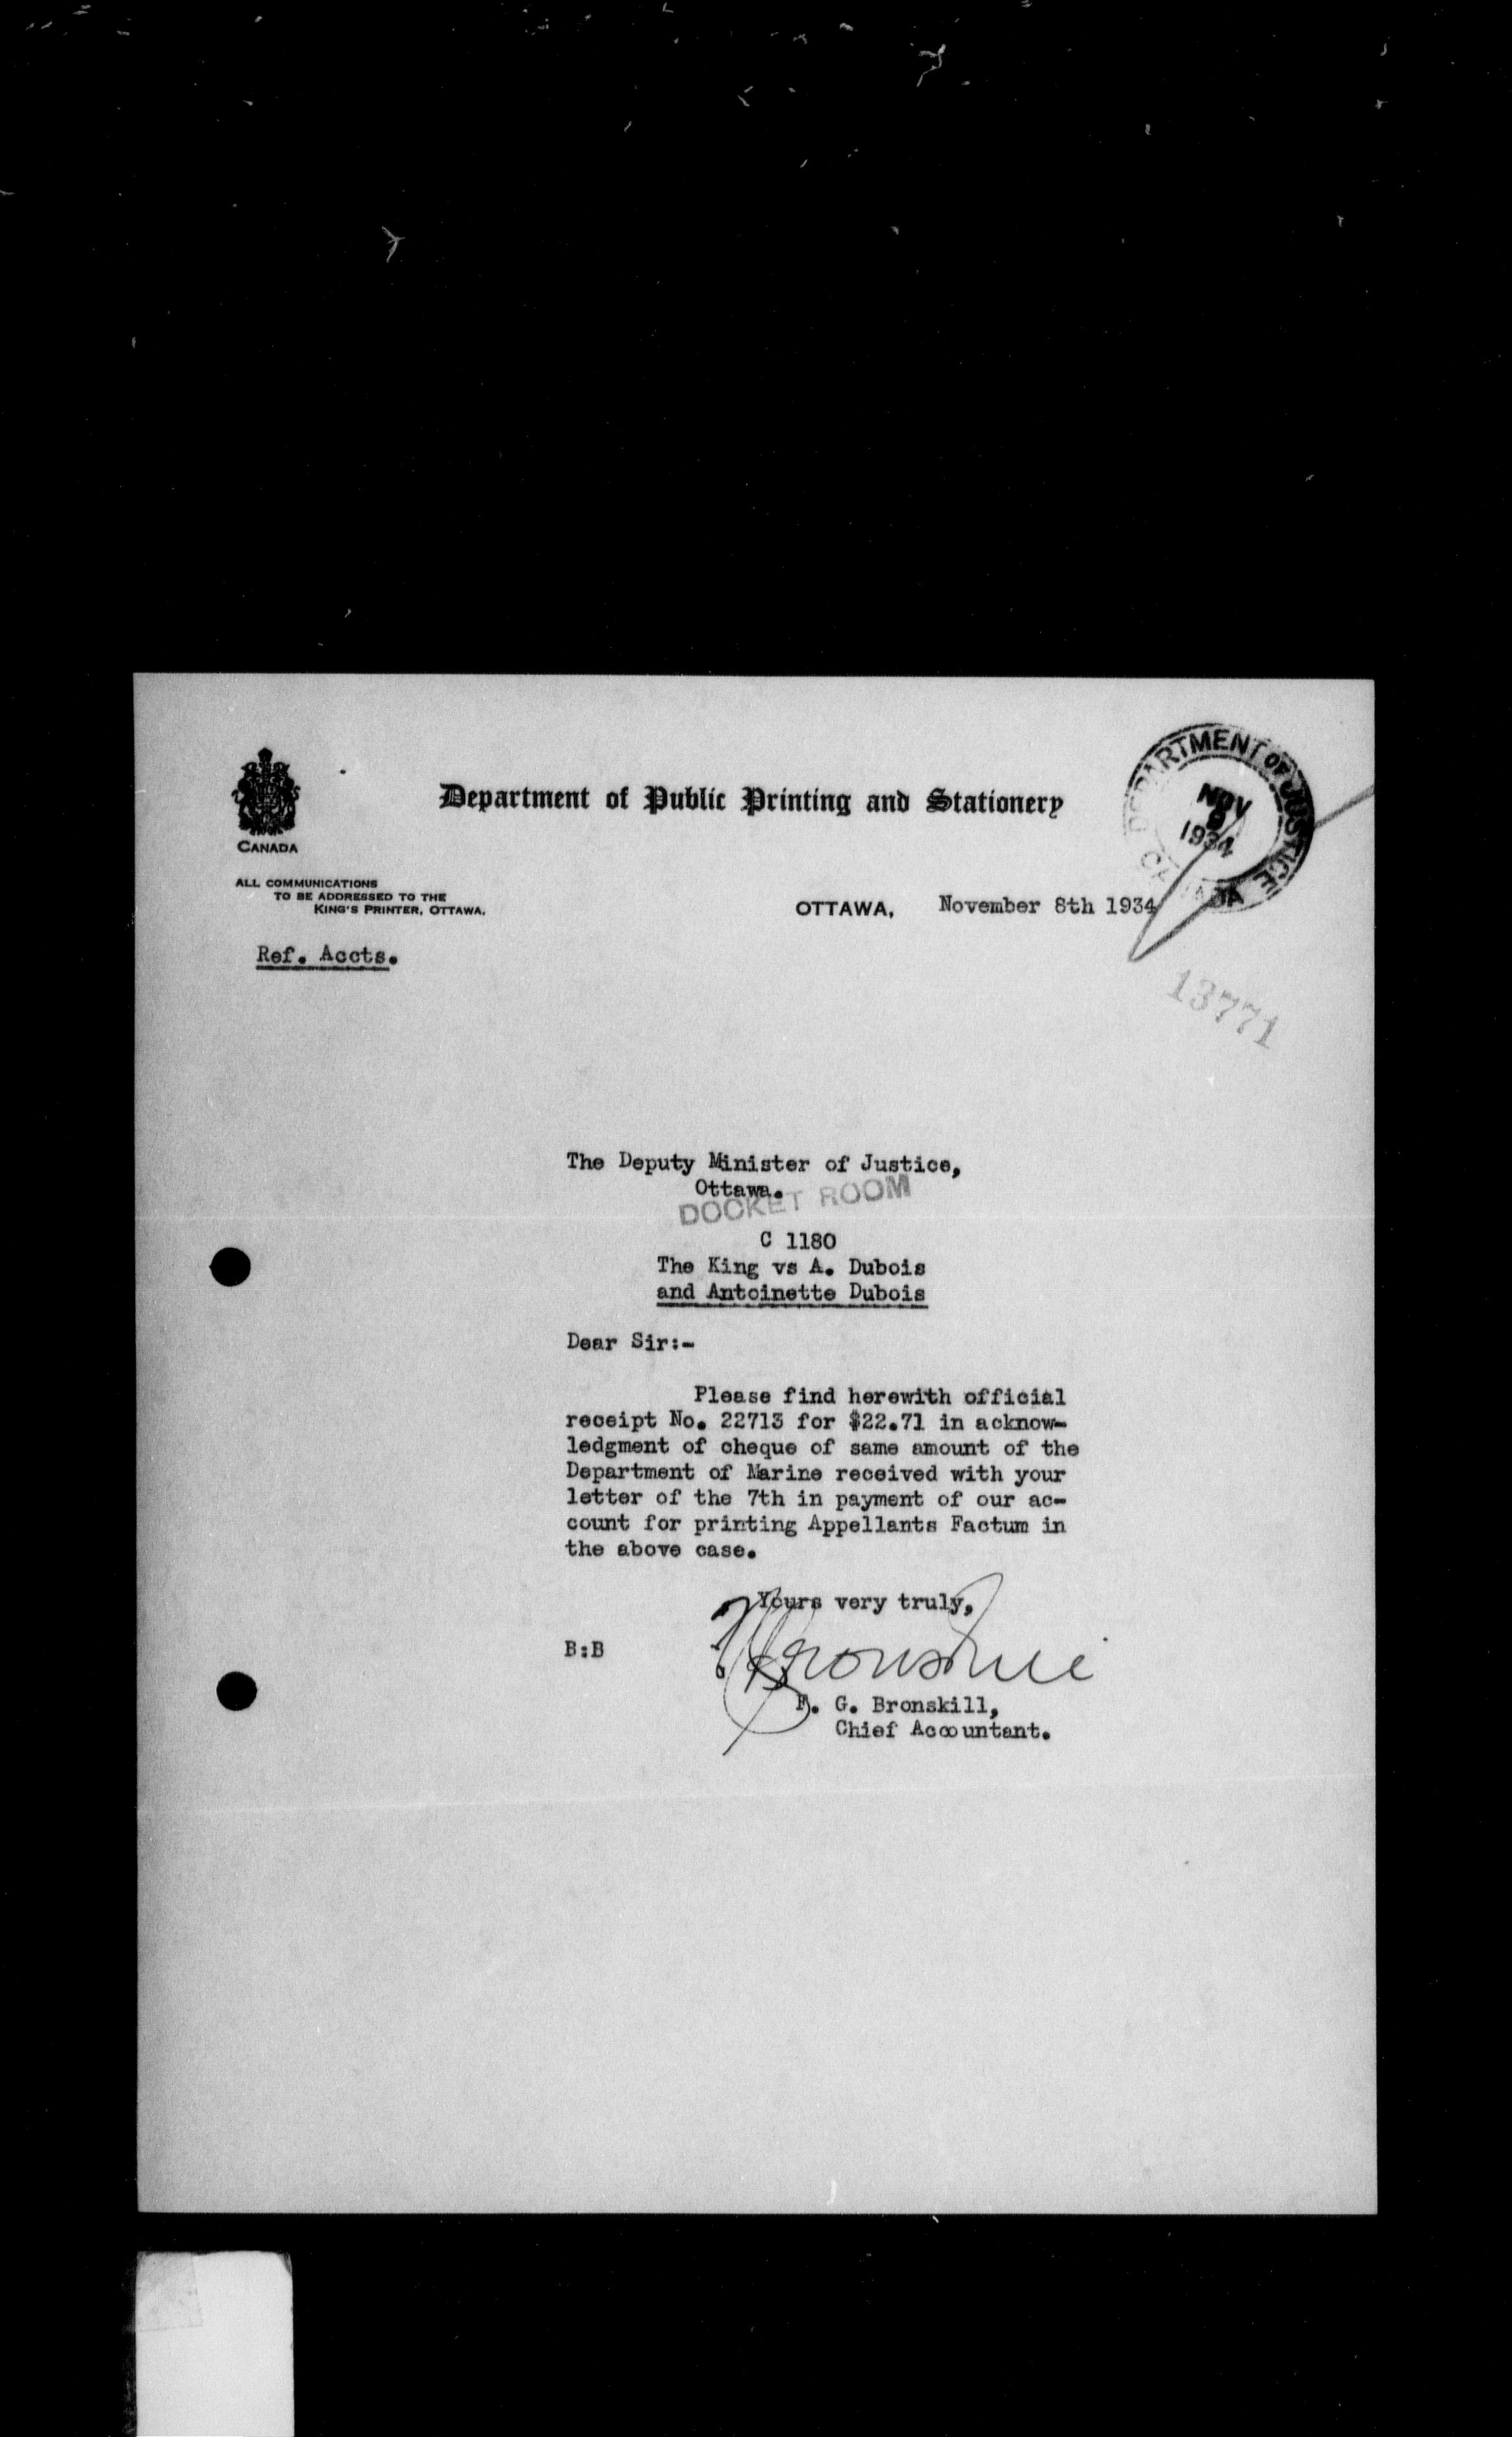 CANADA
Department of Public Printing and Stationery
DEPARTMENT OF JUSTICE
NOV
9
1934
CANADA
ALL COMMUNICATIONS
TO BE ADDRESSED TO THE
KING'S PRINTER, OTTAWA.
OTTAWA, November 8th 1934
Ref. Accts.
13771
The Deputy Minister of Justice,
Ottawa.
DOCKET ROOM
C 1180
The King vs A. Dubois
and Antoinette Dubois
Dear Sir:-
Please find herewith official
receipt No. 22713 for $22.71 in acknow-
ledgment of cheque of same amount of the
Department of Marine received with your
letter of the 7th in payment of our ac-
count for printing Appellants Factum in
the above case.
Yours very truly,
B:B
F. G. Bronskill,
Chief Accountant.